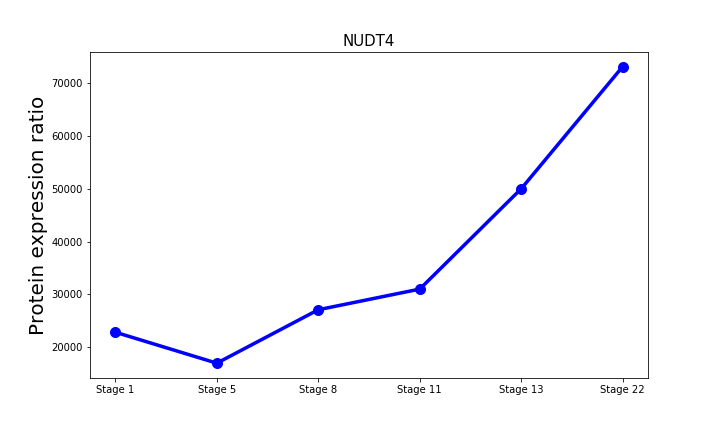 NUDT4
Protein expression ratio
70000
60000
50000
40000
30000
20000
Stage 1 Stage 5 Stage 8 Stage 11 Stage 13 Stage 22